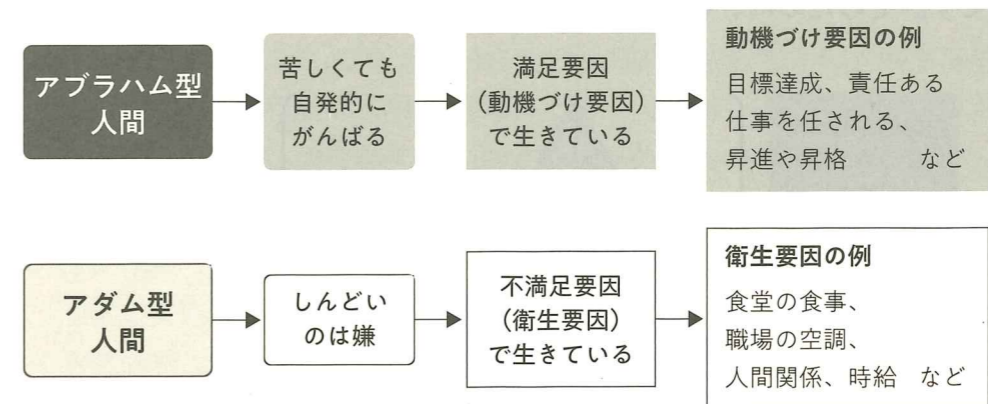 アブラハム型
人間
苦しくても
自発的に
がんばる
満足要因
(動機づけ要因)
で生きている
動機づけ要因の例
目標達成、責任ある
仕事を任される、
昇進や昇格　など
アダム型
人間
しんどい
のは嫌
不満足要因
(衛生要因)
で生きている
衛生要因の例
食堂の食事、
職場の空調、
人間関係、時給　など